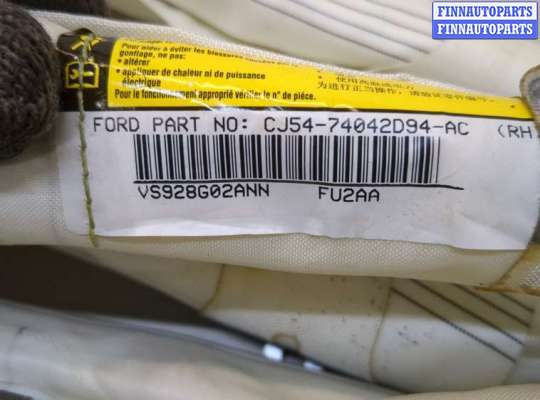 FINNAUTOPARTS
FINNAUTOPARTS
Pour aider à éviter les blessures
gonflage, ne pas:
• altérer
• appliquer de chaleur ni de puissance
électrique
Pour le fonctionnement approprié vérifier le n° de pièce.
FORD PART NO: CJ54-74042D94-AC (RH
VS928G02ANN FU2AA